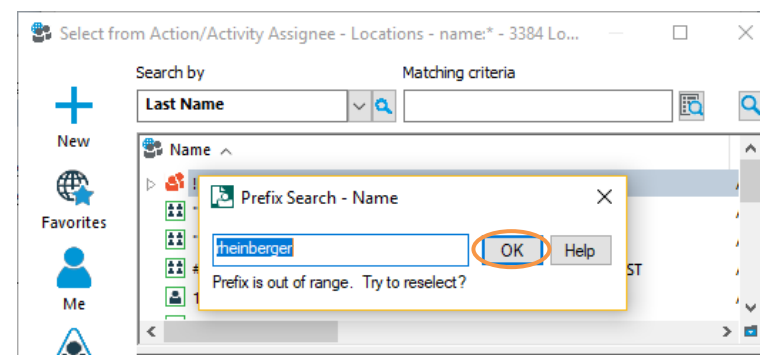 Select from Action/Activity Assignee - Locations - name:* - 3384 Lo...
Search by
Matching criteria
Last Name
New
Name
Favorites
Prefix Search - Name
rheinberger
OK
Help
Prefix is out of range. Try to reselect?
ST
Me